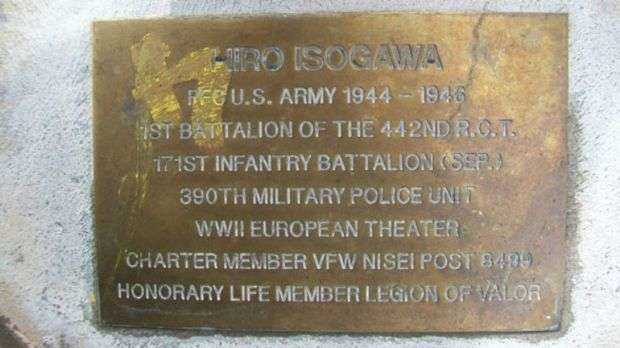 HIRO ISOGAWA
PFC U.S. ARMY 1944 - 1946
1ST BATTALION OF THE 442ND R.C.T.
171ST INFANTRY BATTALION (SEP.)
390TH MILITARY POLICE UNIT
WWII EUROPEAN THEATER
CHARTER MEMBER VFW NISEI POST 8499
HONORARY LIFE MEMBER LEGION OF VALOR